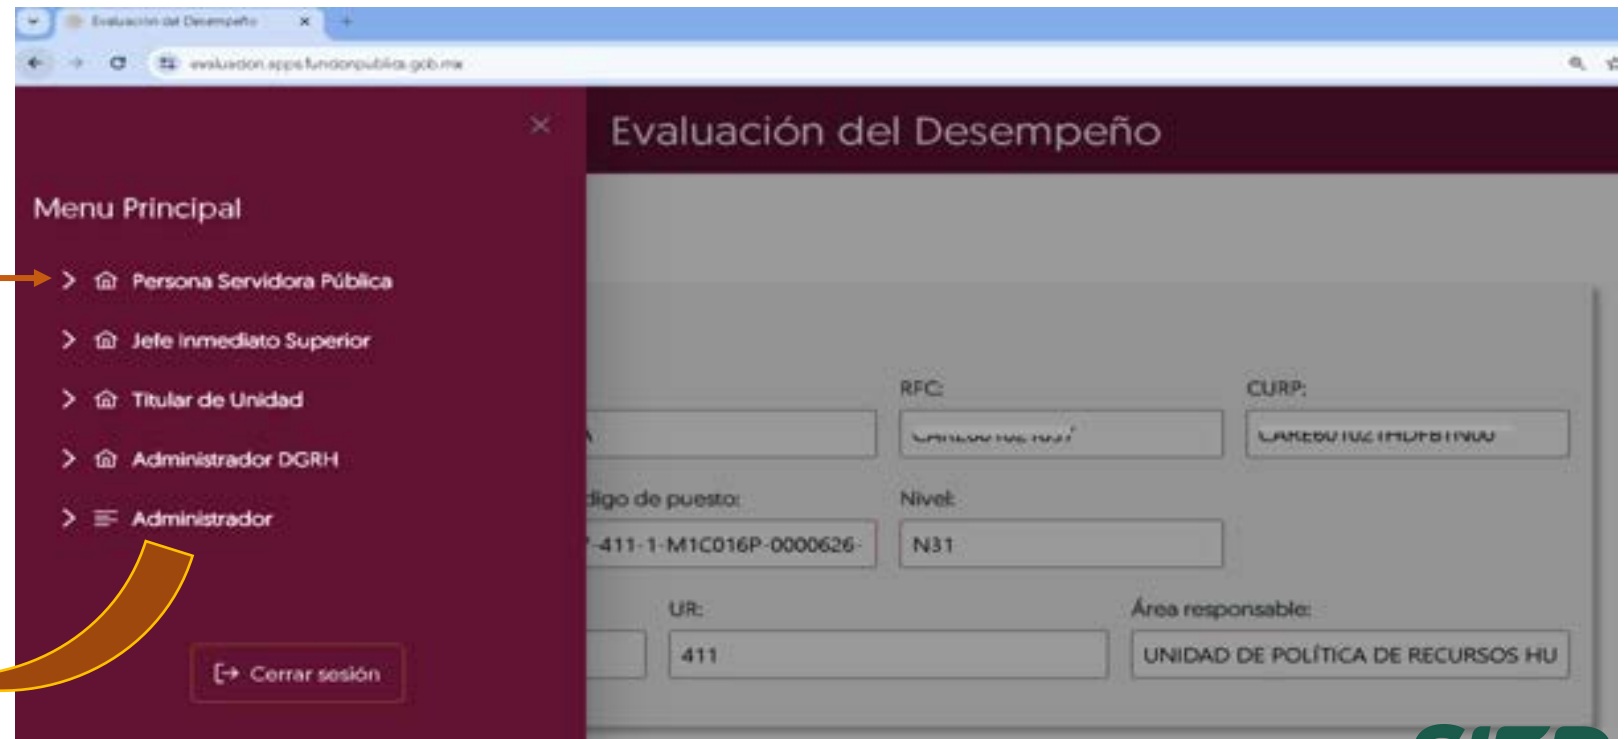 Evaluación del Desempeño
evaluacion.apps.funcionpublica.gob.mx
Evaluación del Desempeño
Menu Principal
Persona Servidora Pública
Jefe Inmediato Superior
Titular de Unidad
Administrador DGRH
Administrador
Cerrar sesión
RFC:
CURP:
digo de puesto:
Nivel:
-411-1-M1C016P-0000626-
N31
UR:
Área responsable:
411
UNIDAD DE POLÍTICA DE RECURSOS HU